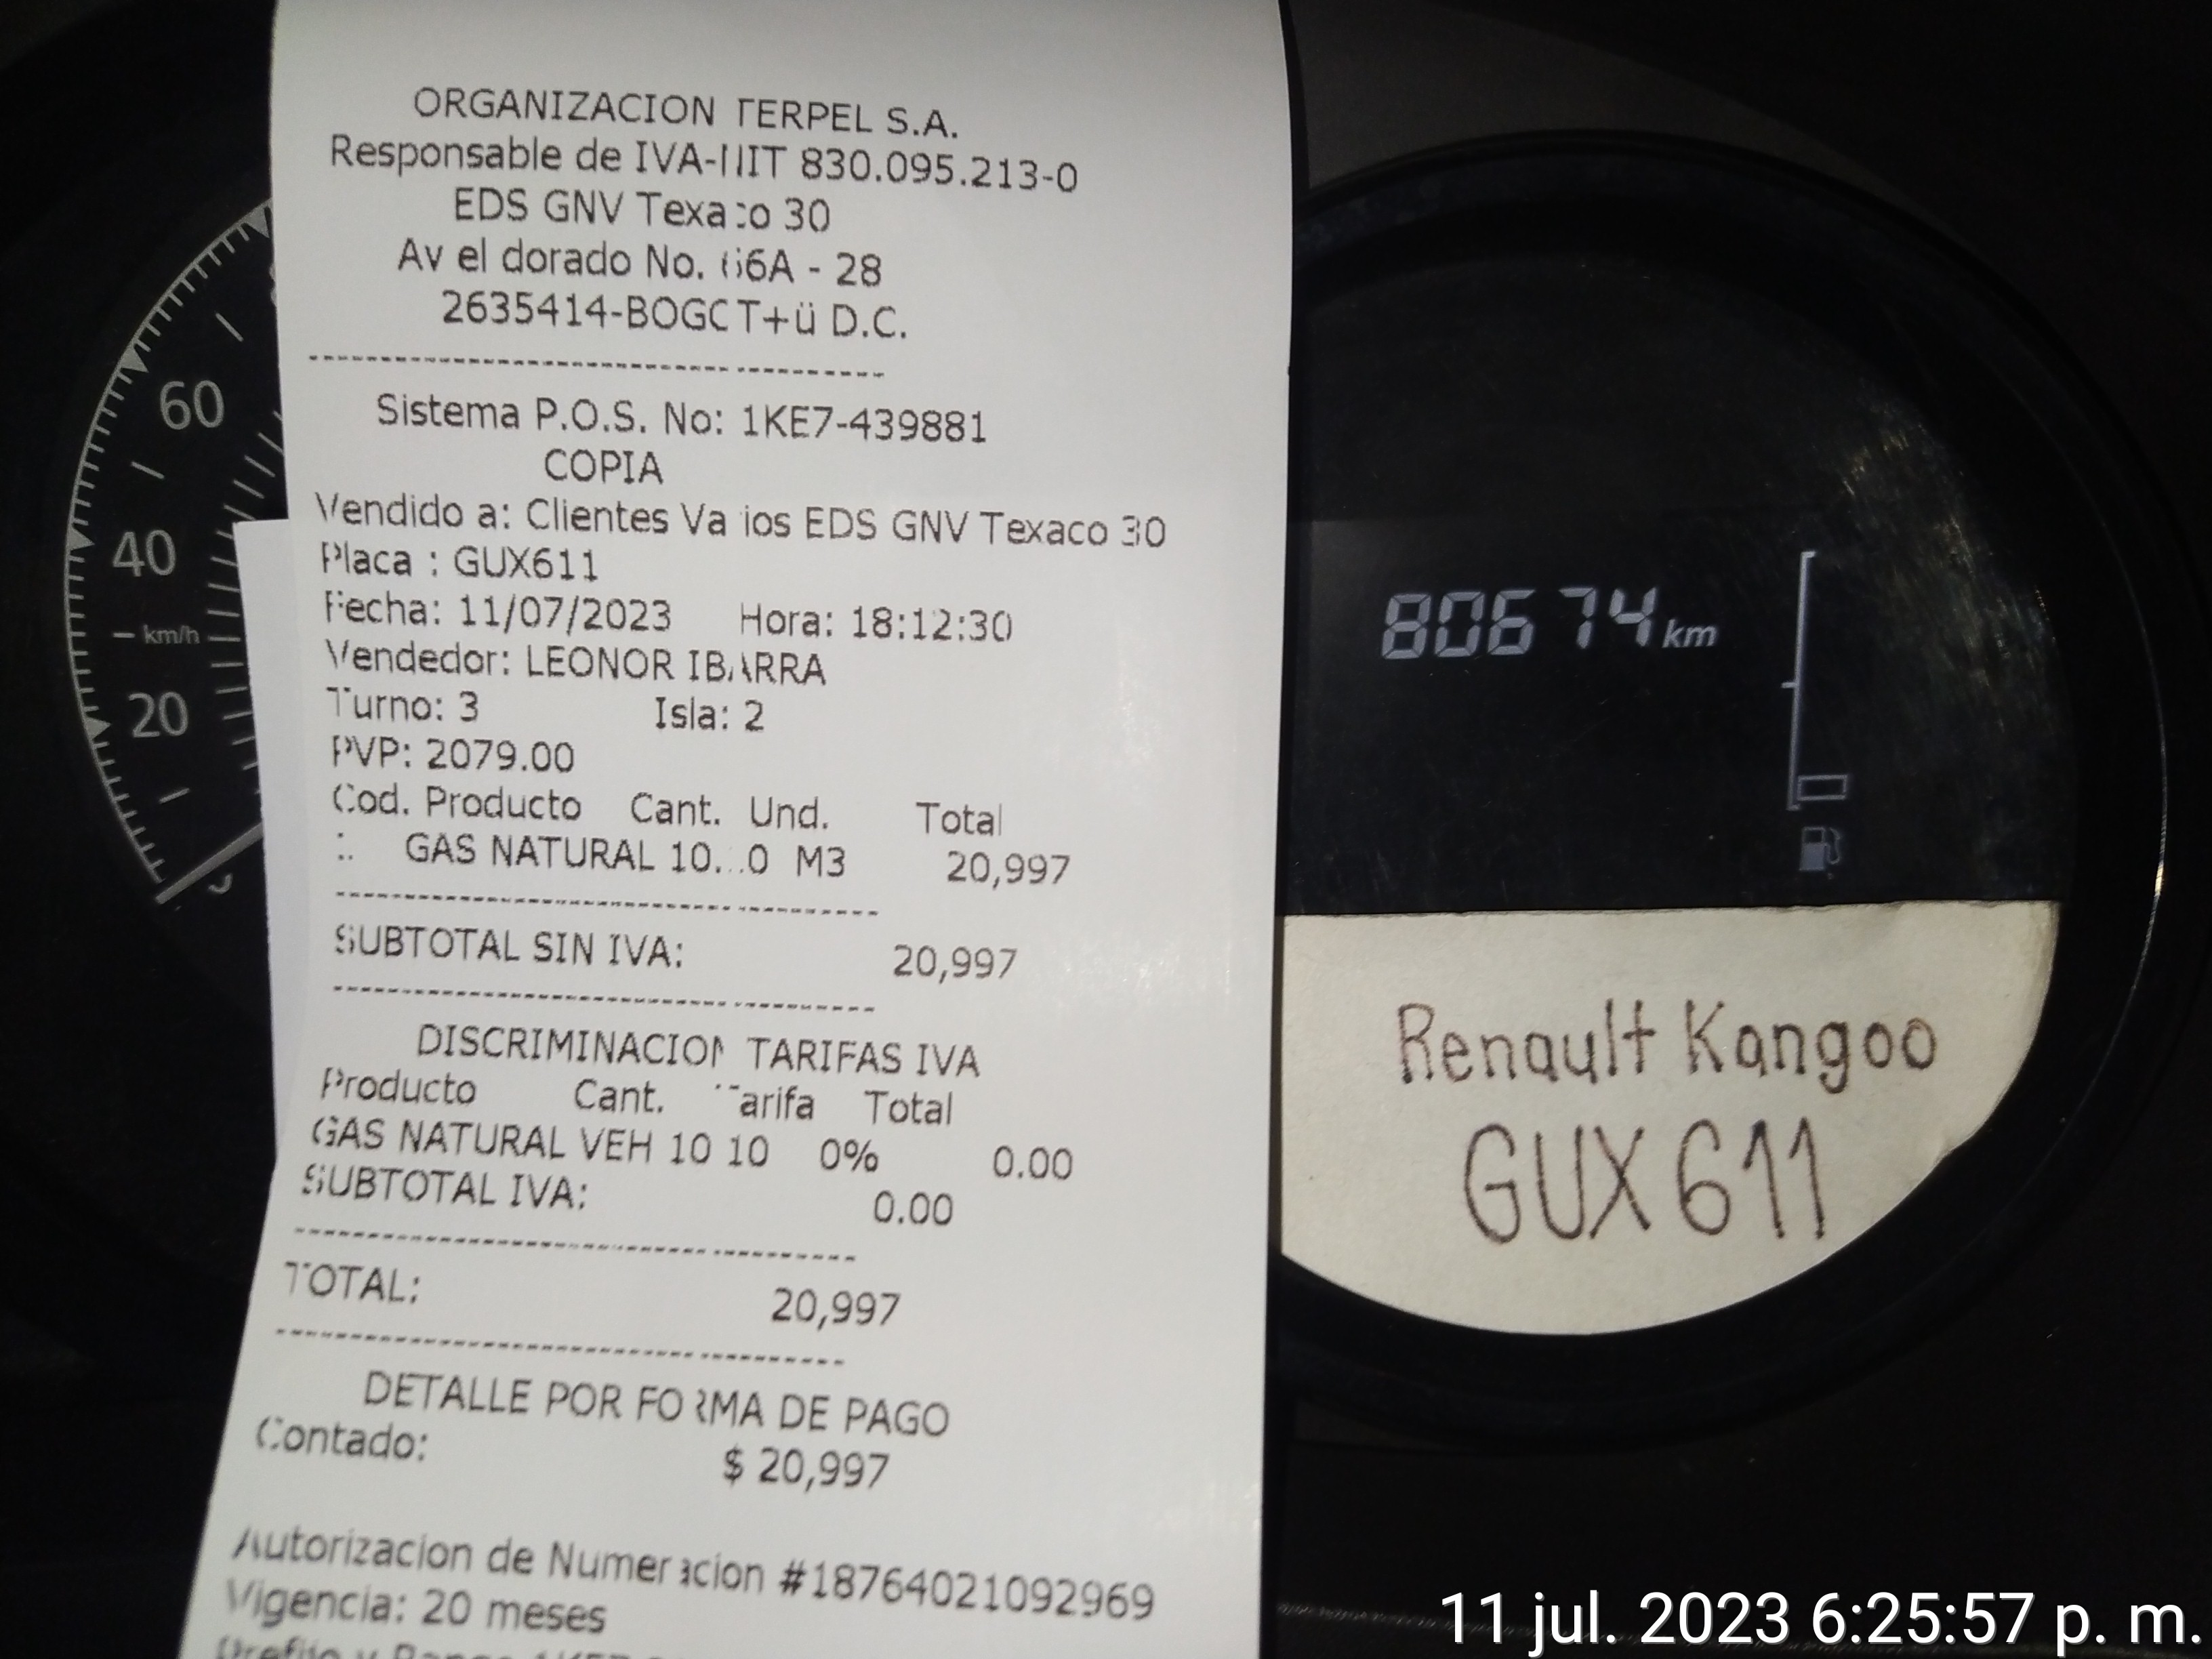 ORGANIZACION TERPEL S.A.
Responsable de IVA-NIT 830.095.213-0
EDS GNV Texaco 30
Av el dorado No. 66A - 28
2635414-BOGOT+ü D.C.
Sistema P.O.S. No: 1KE7-439881
COPIA
Vendido a: Clientes Varios EDS GNV Texaco 30
Placa : GUX611
Fecha: 11/07/2023 Hora: 18:12:30
Vendedor: LEONOR IBARRA
Turno: 3 Isla: 2
PVP: 2079.00
Cod. Producto Cant. Und. Total
GAS NATURAL M3 20,997
SUBTOTAL SIN IVA: 20,997
DISCRIMINACION TARIFAS IVA
Producto Cant. Tarifa Total
GAS NATURAL VEH 10 10 0% 0.00
SUBTOTAL IVA: 0.00
TOTAL: 20,997
DETALLE POR FORMA DE PAGO
Contado: $ 20,997
Autorizacion de Numeracion #18764021092969
Vigencia: 20 meses
60
40
km/h
20
80674 km
Renault Kangoo
GUX611
11 jul. 2023 6:25:57 p. m.